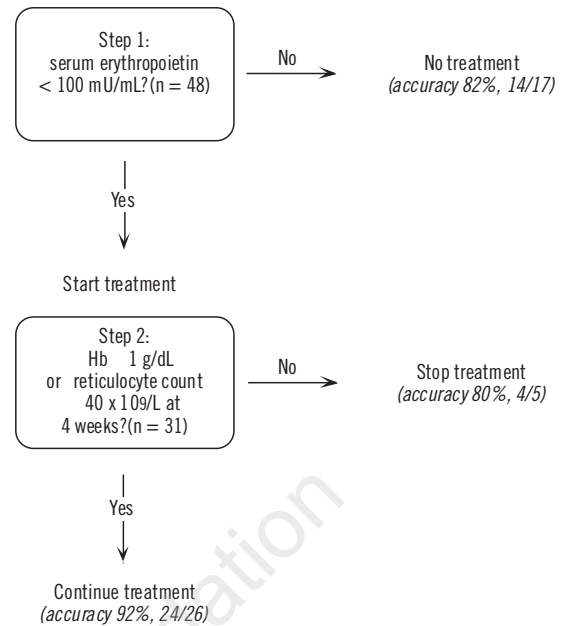 Step 1:
serum erythropoietin
< 100 mU/mL?(n = 48)
No
No treatment
(accuracy 82%, 14/17)
Yes
Start treatment
Step 2:
Hb 1 g/dL
or reticulocyte count
40 x 109/L at
4 weeks?(n = 31)
No
Stop treatment
(accuracy 80%, 4/5)
Yes
Continue treatment
(accuracy 92%, 24/26)